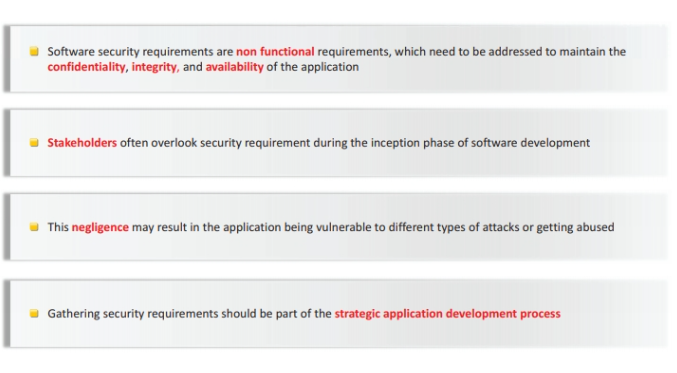 Software security requirements are non functional requirements, which need to be addressed to maintain the
confidentiality, integrity, and availability of the application
Stakeholders often overlook security requirement during the inception phase of software development
This negligence may result in the application being vulnerable to different types of attacks or getting abused
Gathering security requirements should be part of the strategic application development process